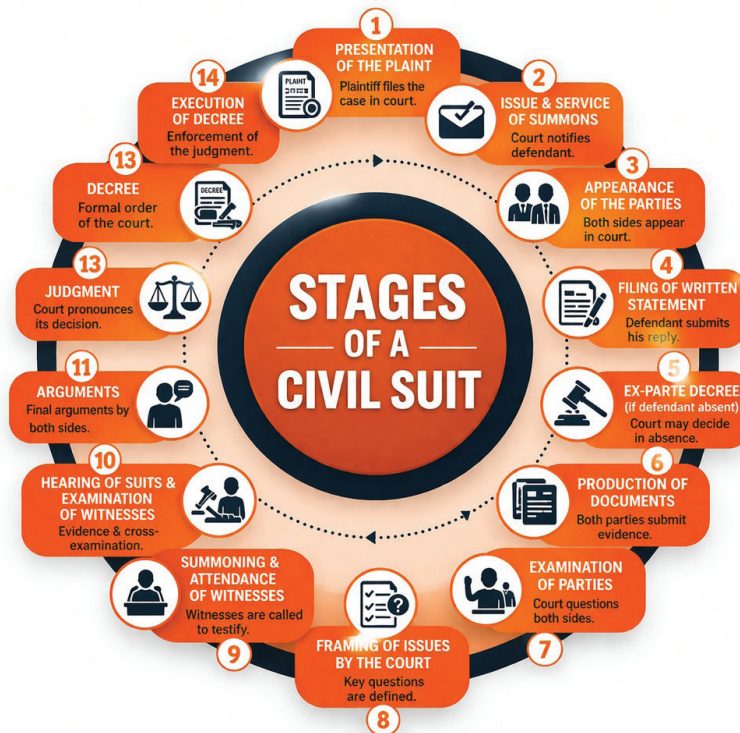 STAGES
OF A
CIVIL SUIT
1
PRESENTATION
OF THE PLAINT
Plaintiff files the
case in court.
PLAINT
2
ISSUE & SERVICE
OF SUMMONS
Court notifies
defendant.
3
APPEARANCE
OF THE PARTIES
Both sides appear
in court.
4
FILING OF WRITTEN
STATEMENT
Defendant submits
his reply.
5
EX-PARTE DECREE
(if defendant absent)
Court may decide
in absence.
6
PRODUCTION OF
DOCUMENTS
Both parties submit
evidence.
EXAMINATION
OF PARTIES
Court questions
both sides.
7
FRAMING OF ISSUES
BY THE COURT
Key questions
are defined.
8
SUMMONING &
ATTENDANCE
OF WITNESSES
Witnesses are called
to testify.
9
10
HEARING OF SUITS &
EXAMINATION
OF WITNESSES
Evidence & cross-
examination.
11
ARGUMENTS
Final arguments by
both sides.
13
JUDGMENT
Court pronounces
its decision.
13
DECREE
Formal order
of the court.
DECREE
14
EXECUTION
OF DECREE
Enforcement of
the judgment.